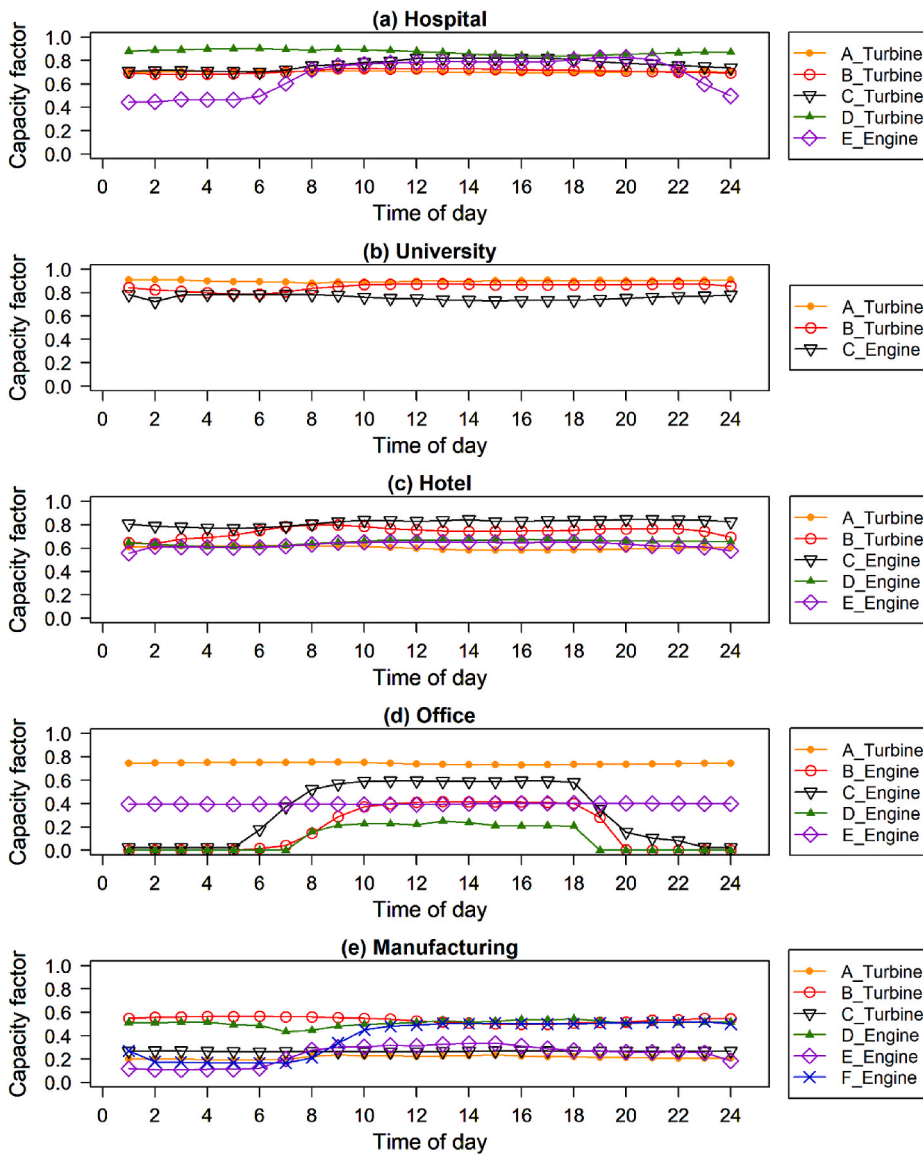 (a) Hospital
Capacity factor
1.0
0.8
0.6
0.4
0.2
0.0
0 2 4 6 8 10 12 14 16 18 20 22 24
Time of day
A_Turbine
B_Turbine
C_Turbine
D_Turbine
E_Engine
(b) University
Capacity factor
1.0
0.8
0.6
0.4
0.2
0.0
0 2 4 6 8 10 12 14 16 18 20 22 24
Time of day
A_Turbine
B_Turbine
C_Engine
(c) Hotel
Capacity factor
1.0
0.8
0.6
0.4
0.2
0.0
0 2 4 6 8 10 12 14 16 18 20 22 24
Time of day
A_Turbine
B_Turbine
C_Engine
D_Engine
E_Engine
(d) Office
Capacity factor
1.0
0.8
0.6
0.4
0.2
0.0
0 2 4 6 8 10 12 14 16 18 20 22 24
Time of day
A_Turbine
B_Engine
C_Engine
D_Engine
E_Engine
(e) Manufacturing
Capacity factor
1.0
0.8
0.6
0.4
0.2
0.0
0 2 4 6 8 10 12 14 16 18 20 22 24
Time of day
A_Turbine
B_Turbine
C_Turbine
D_Engine
E_Engine
F_Engine